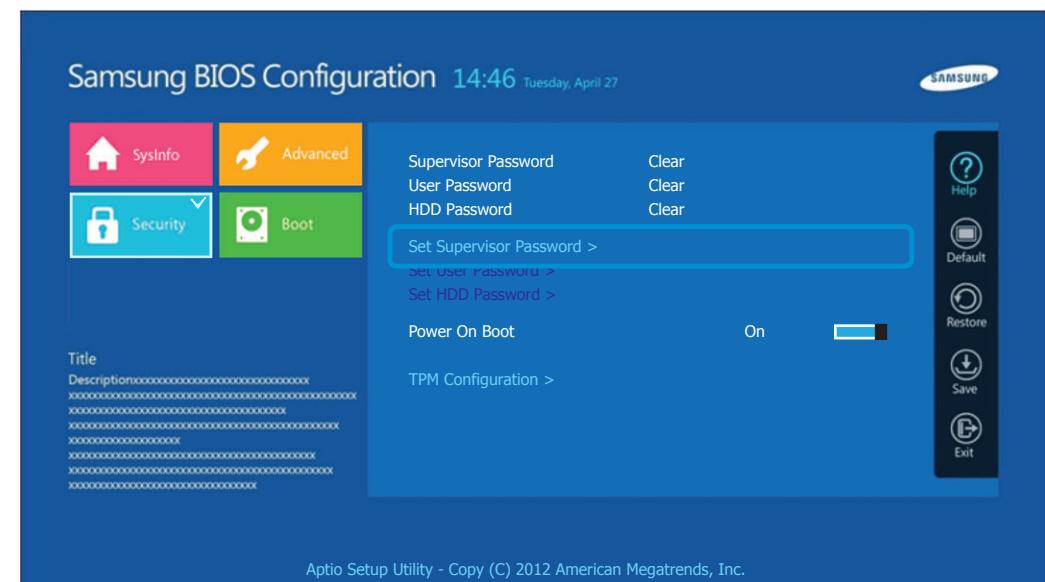 Samsung BIOS Configuration 14:46 Tuesday, April 27
SAMSUNG
SysInfo
Advanced
Security
Boot
Title
Descriptionxxxxxxxxxxxxxxxxxxxxxxxxxxxxx
Supervisor Password Clear
User Password Clear
HDD Password Clear
Set Supervisor Password >
Set User Password >
Set HDD Password >
Power On Boot On
TPM Configuration >
Help
Default
Restore
Save
Exit
Aptio Setup Utility - Copy (C) 2012 American Megatrends, Inc.